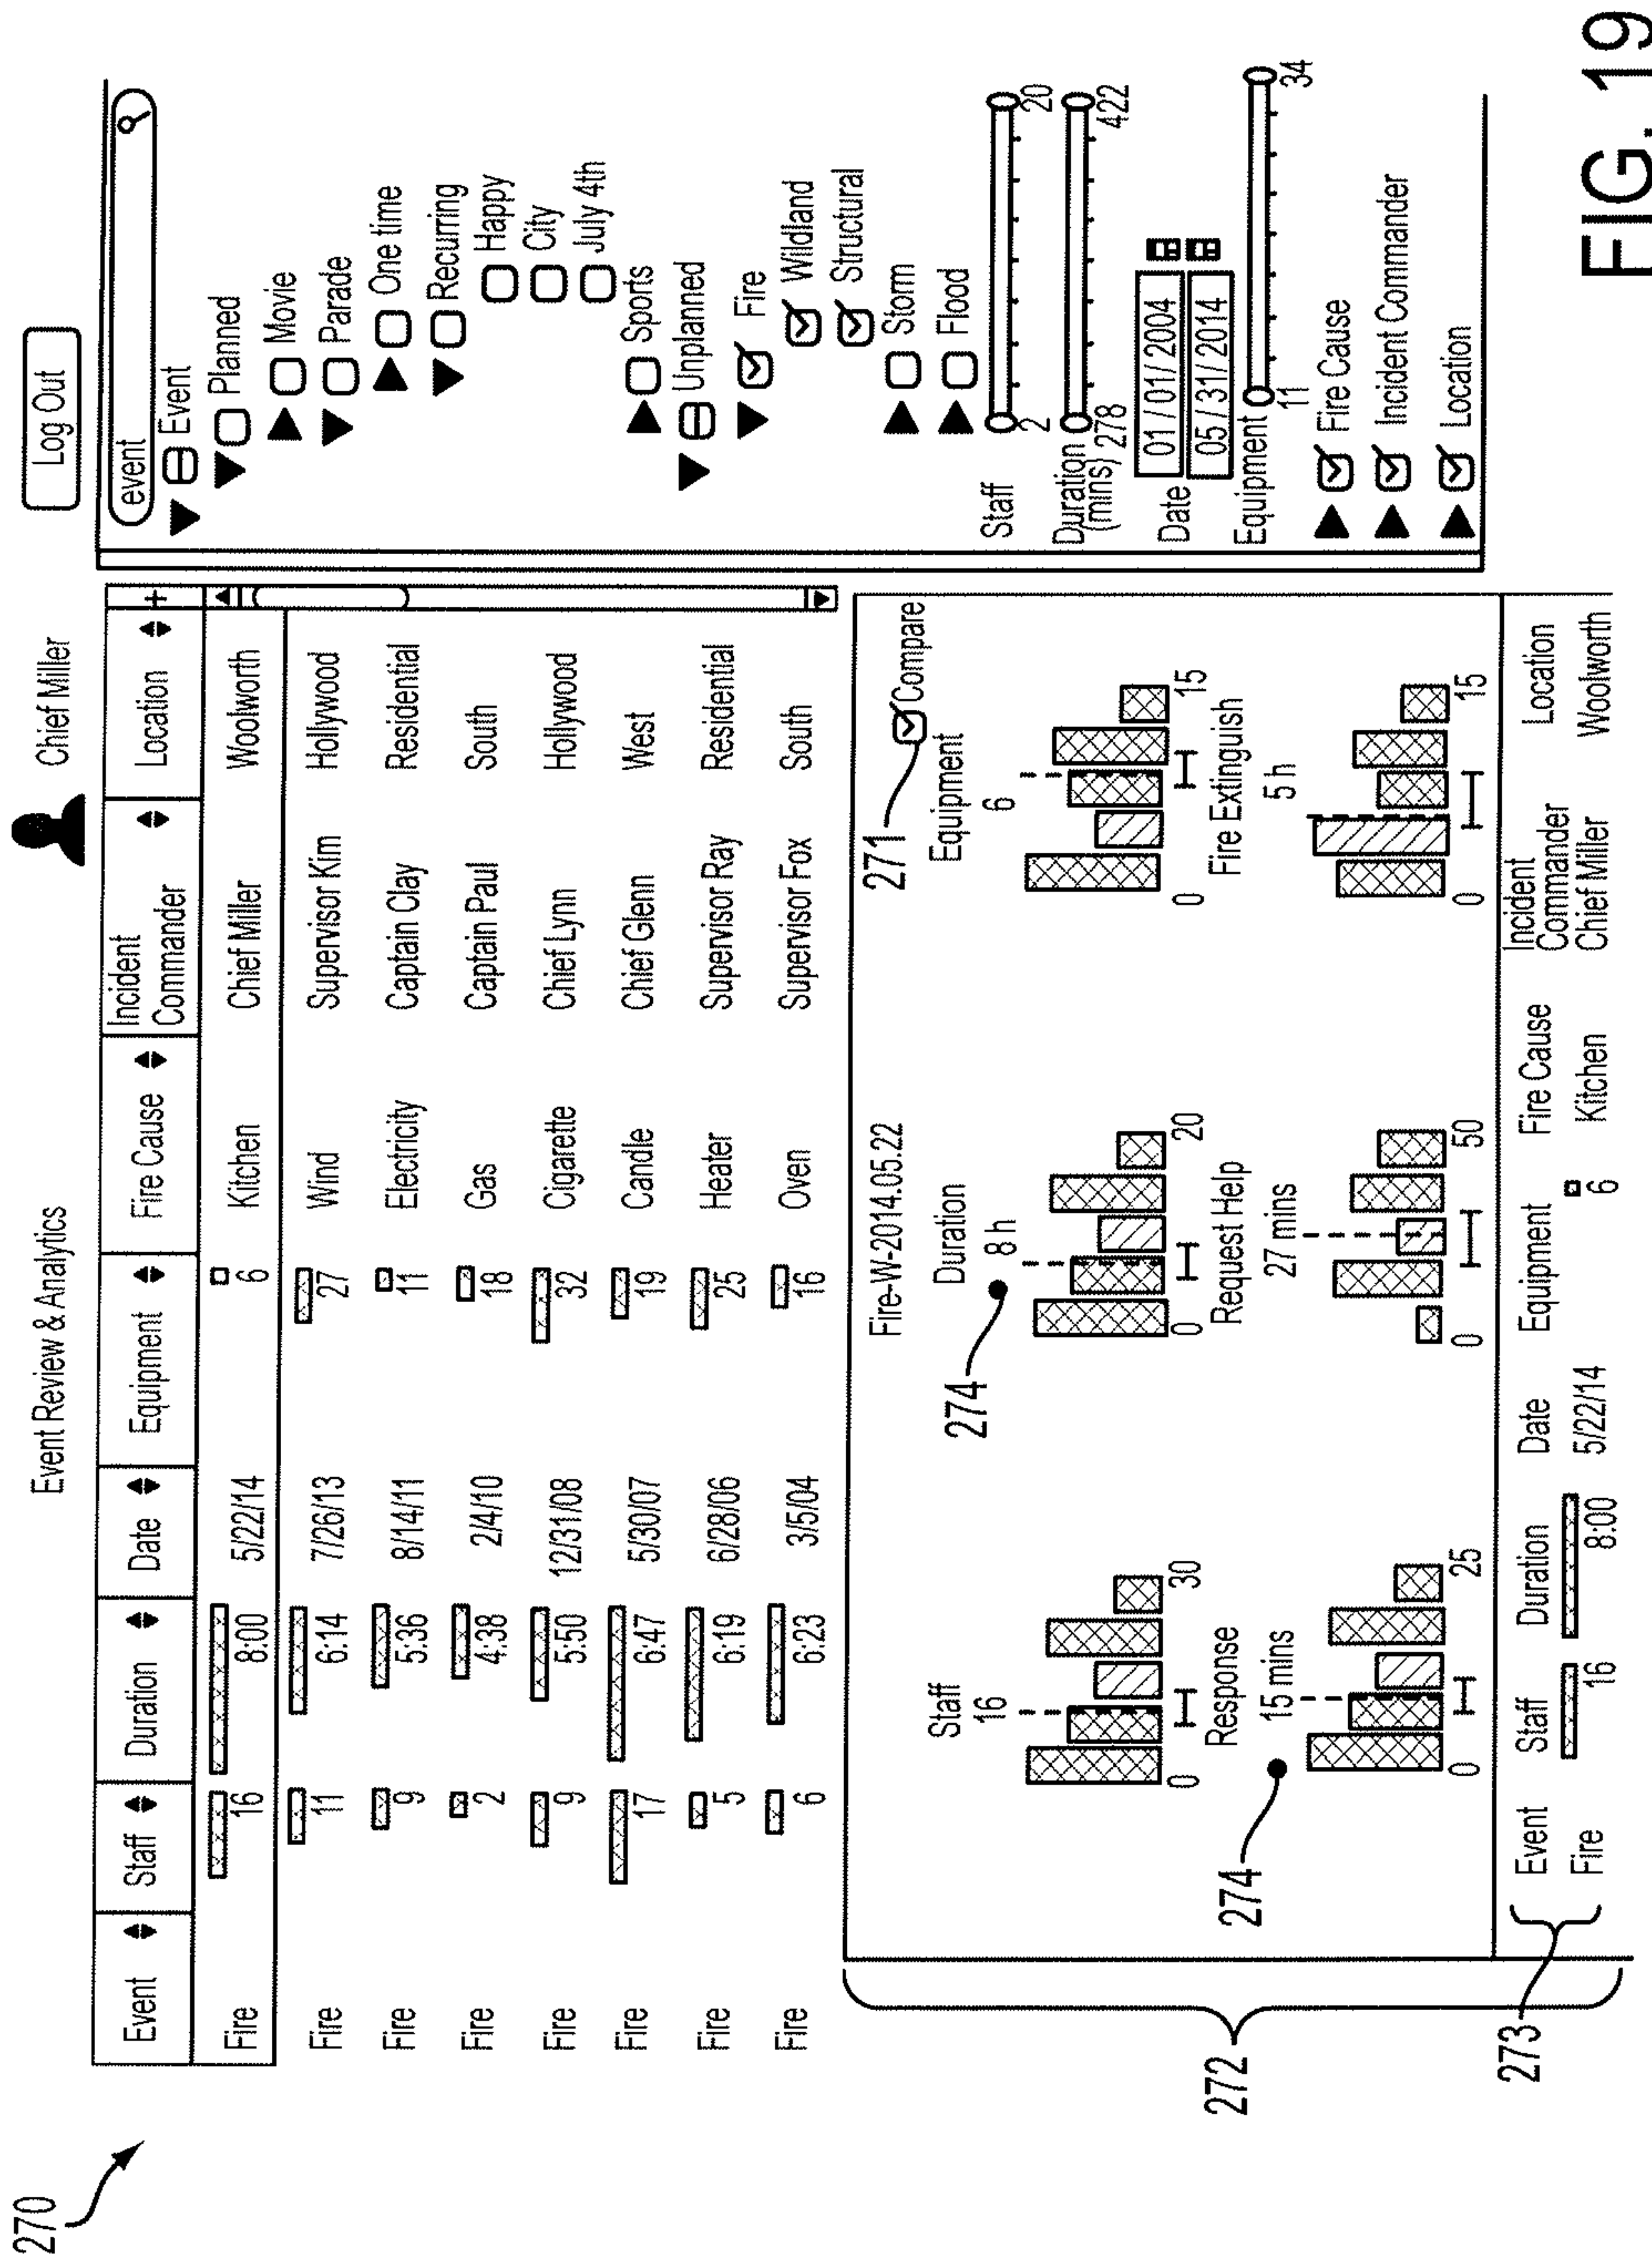 270
Event Review & Analytics
Chief Miller
Log Out
Event Staff Duration Date Equipment Fire Cause Incident Commander Location +
Fire 16 8:00 5/22/14 6 Kitchen Chief Miller Woolworth
Fire 11 6:14 7/26/13 27 Wind Supervisor Kim Hollywood
Fire 9 5:36 8/14/11 11 Electricity Captain Clay Residential
Fire 2 4:38 2/4/10 18 Gas Captain Paul South
Fire 9 5:50 12/31/08 32 Cigarette Chief Lynn Hollywood
Fire 17 6:47 5/30/07 19 Candle Chief Glenn West
Fire 5 6:19 6/28/06 25 Heater Supervisor Ray Residential
Fire 6 6:23 3/5/04 16 Oven Supervisor Fox South
event
Event
Planned
Movie
Parade
One time
Recurring
Happy
City
July 4th
Sports
Unplanned
Fire
Wildland
Structural
Storm
Flood
Staff
2 20
Duration
(mins) 278 422
Date 01/01/2004
05/31/2014
Equipment
11 34
Fire Cause
Incident Commander
Location
272
Fire-W-2014.05.22
271
Compare
Staff
16
0 30
274
Duration
8 h
0 20
Equipment
6
0 15
274
Response
15 mins
0 25
Request Help
27 mins
0 50
Fire Extinguish
5 h
0 15
273
Event Staff Duration Date Equipment Fire Cause Incident Commander Location
Fire 16 8:00 5/22/14 6 Kitchen Chief Miller Woolworth
FIG. 19